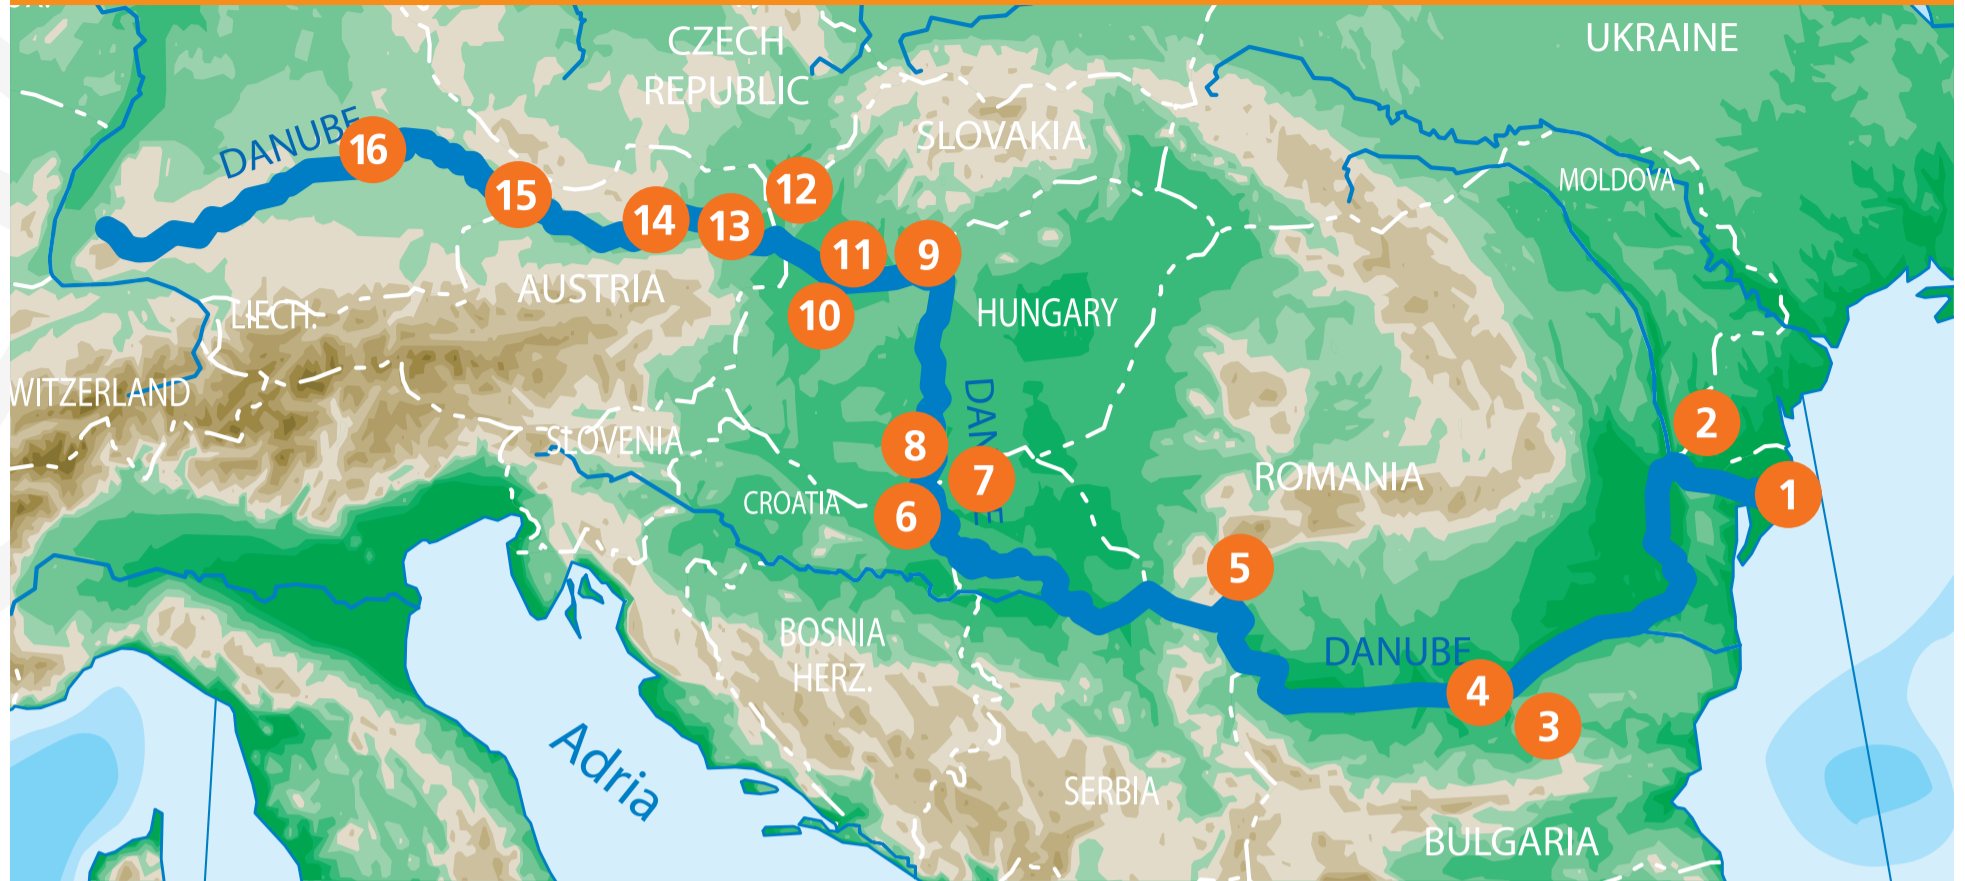 CZECH
REPUBLIC
UKRAINE
SLOVAKIA
DANUBE
16
15
14
13
12
11
9
10
MOLDOVA
AUSTRIA
LIECH.
HUNGARY
WITZERLAND
SLOVENIA
DANUBE
8
7
6
CROATIA
ROMANIA
2
1
5
BOSNIA
HERZ.
DANUBE
4
3
Adria
SERBIA
BULGARIA